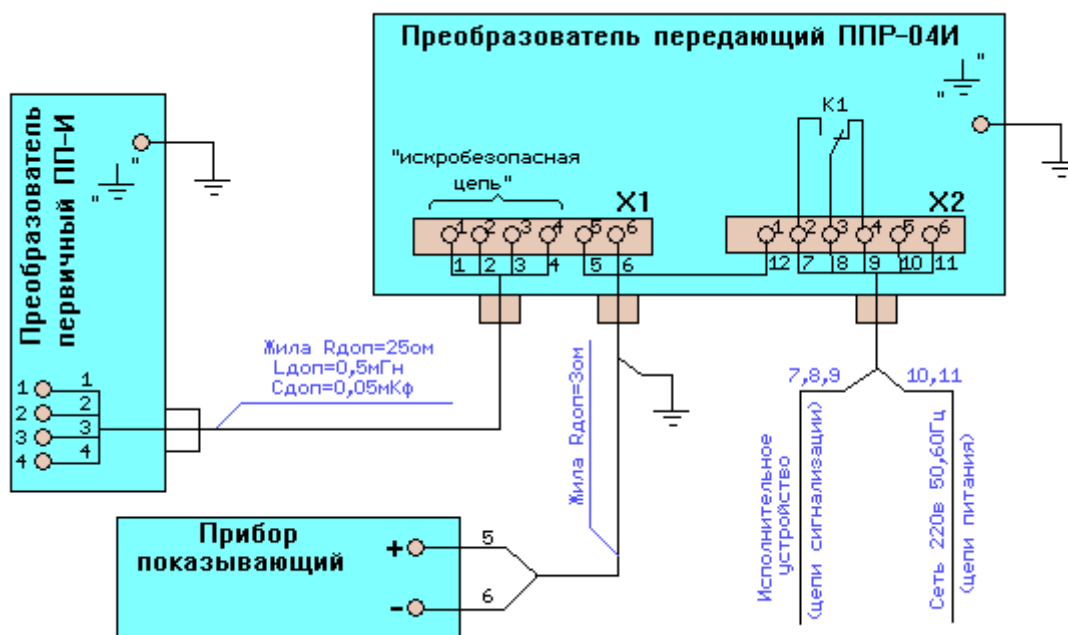 Преобразователь передающий ППР-04И
" "
К1
"искробезопасная
цепь"
Х1
Х2
1 2 3 4 5 6
1 2 3 4 5 6
1 2 3 4 5 6
12 7 8 9 10 11
Преобразователь
первичный ПП-И
" "
1 1
2 2
3 3
4 4
Жила Rдоп=25ом
Lдоп=0,5мГн
Cдоп=0,05мКф
Жила Rдоп=3ом
7,8,9
10,11
Исполнительное
устройство
(цепи сигнализации)
Сеть 220в 50,60Гц
(цепи питания)
Прибор
показывающий
+ 5
- 6